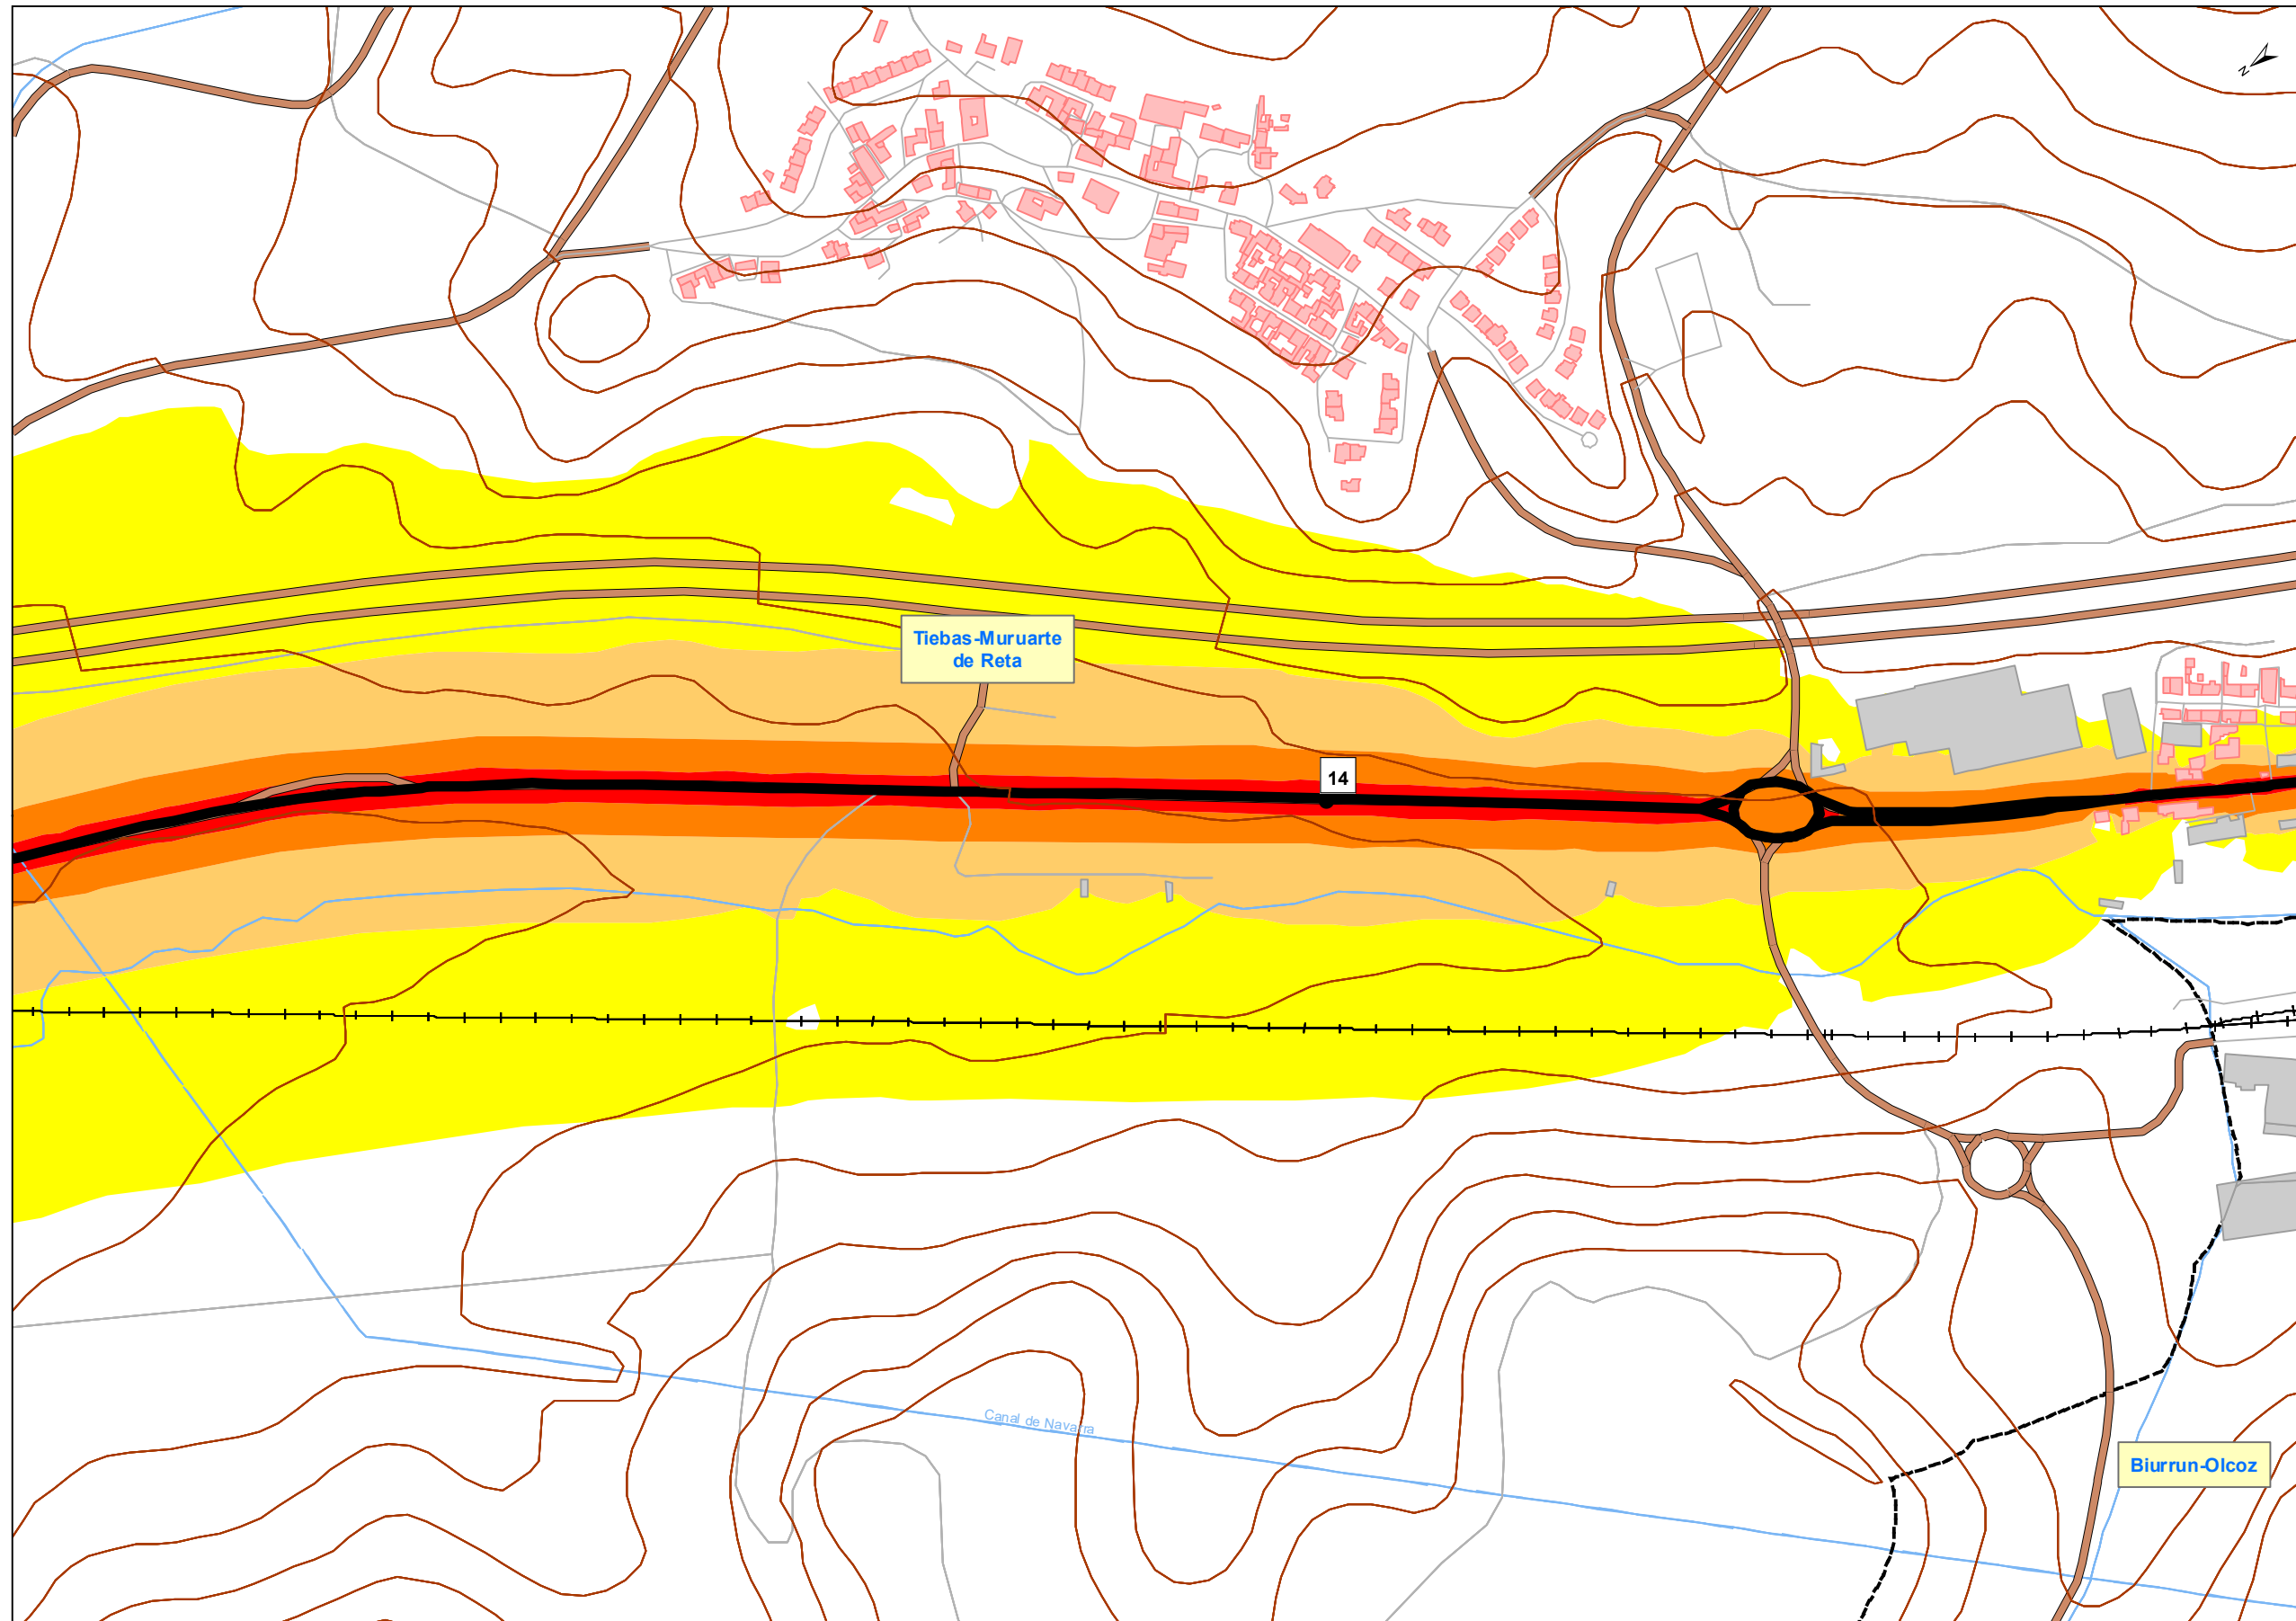 N
Tiebas-Muruarte
de Reta
14
Canal de Navarra
Biurrun-Olcoz